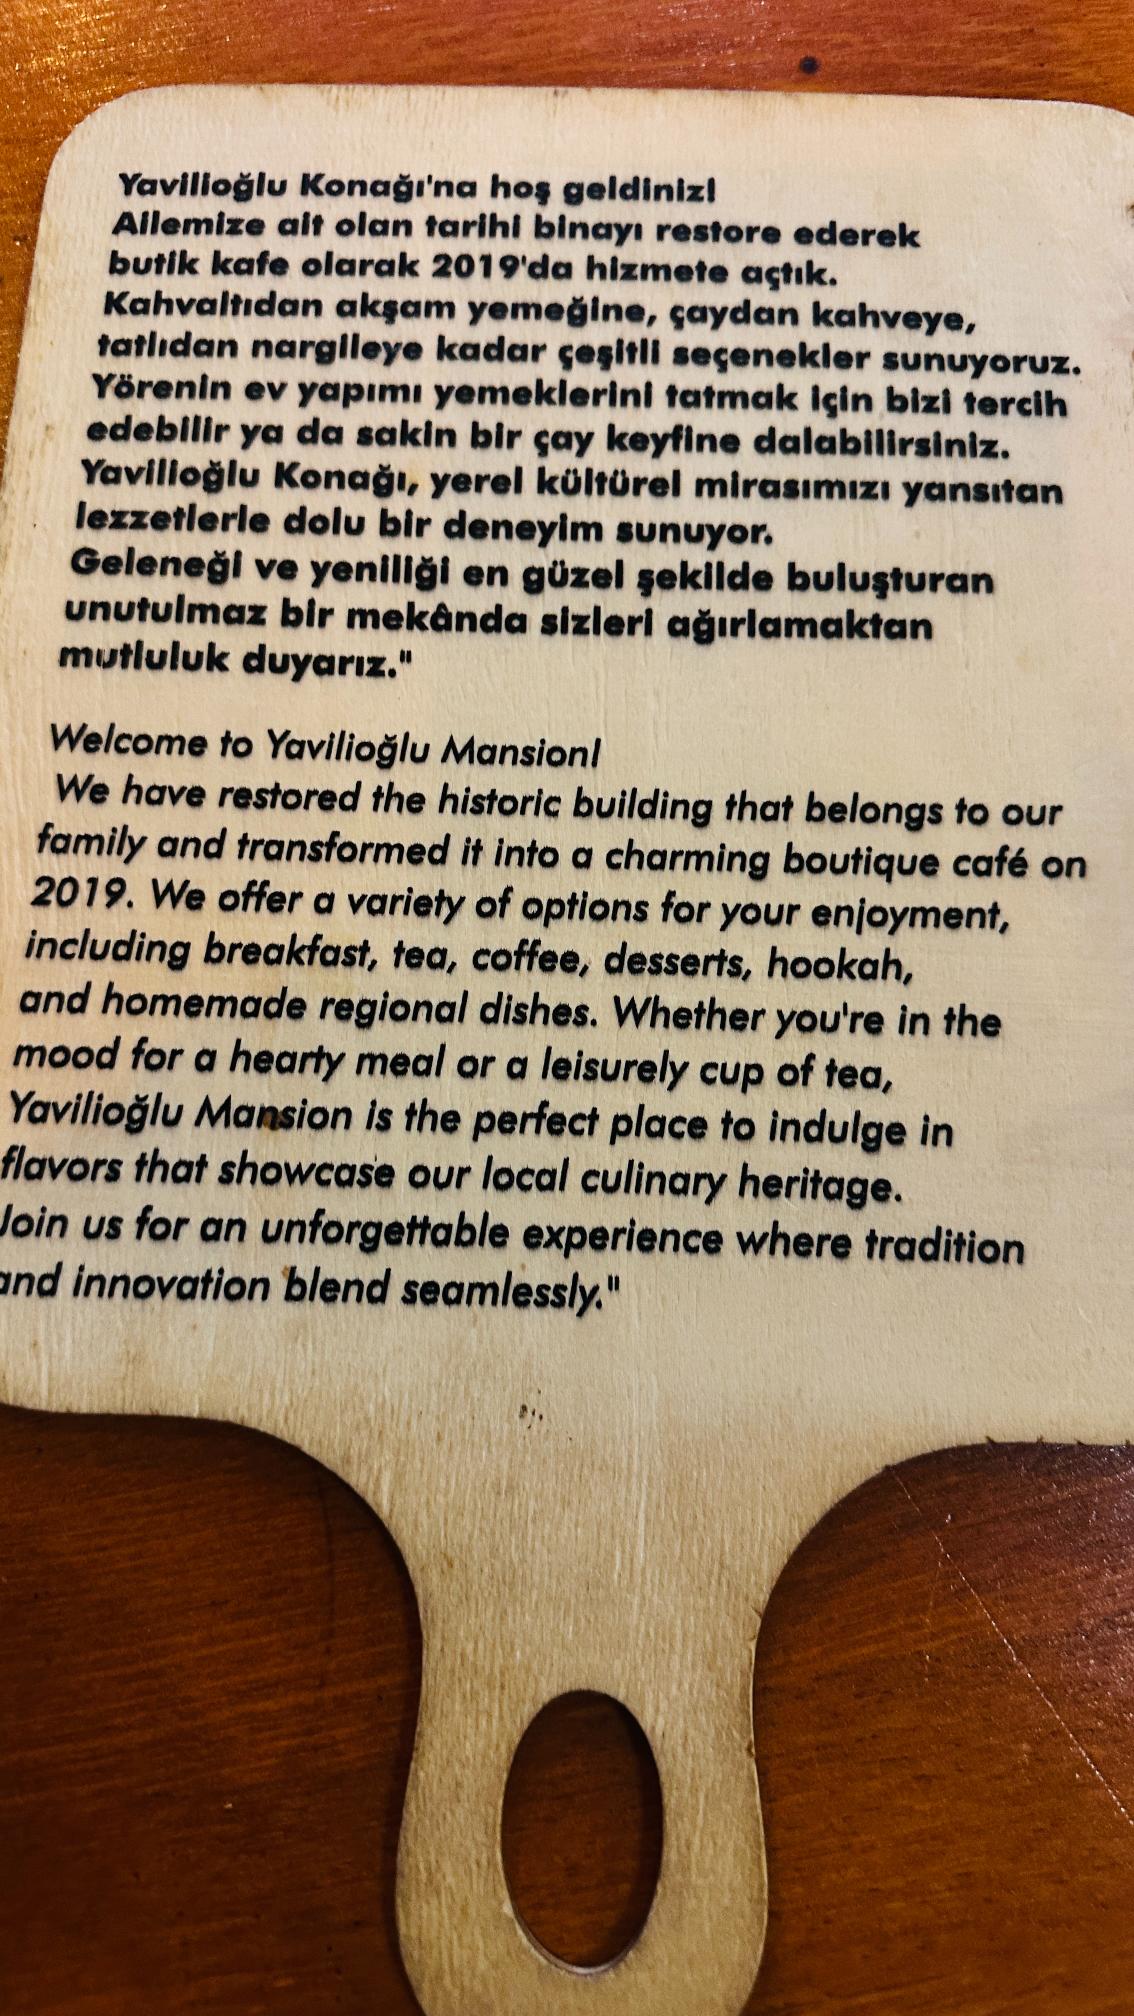 Yavilioğlu Konağı'na hoş geldiniz!
Ailemize ait olan tarihi binayı restore ederek
butik kafe olarak 2019'da hizmete açtık.
Kahvaltıdan akşam yemeğine, çaydan kahveye,
tatlıdan nargileye kadar çeşitli seçenekler sunuyoruz.
Yörenin ev yapımı yemeklerini tatmak için bizi tercih
edebilir ya da sakin bir çay keyfine dalabilirsiniz.
Yavilioğlu Konağı, yerel kültürel mirasımızı yansıtan
lezzetlerle dolu bir deneyim sunuyor.
Geleneği ve yeniliği en güzel şekilde buluşturan
unutulmaz bir mekânda sizleri ağırlamaktan
mutluluk duyarız."
Welcome to Yavilioğlu Mansion!
We have restored the historic building that belongs to our
family and transformed it into a charming boutique café on
2019. We offer a variety of options for your enjoyment,
including breakfast, tea, coffee, desserts, hookah,
and homemade regional dishes. Whether you're in the
mood for a hearty meal or a leisurely cup of tea,
Yavilioğlu Mansion is the perfect place to indulge in
flavors that showcase our local culinary heritage.
Join us for an unforgettable experience where tradition
and innovation blend seamlessly."